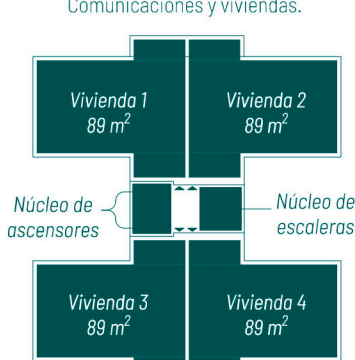 Comunicaciones y viviendas.
Vivienda 1
89 m²
Vivienda 2
89 m²
Núcleo de
ascensores
Núcleo de
escaleras
Vivienda 3
89 m²
Vivienda 4
89 m²